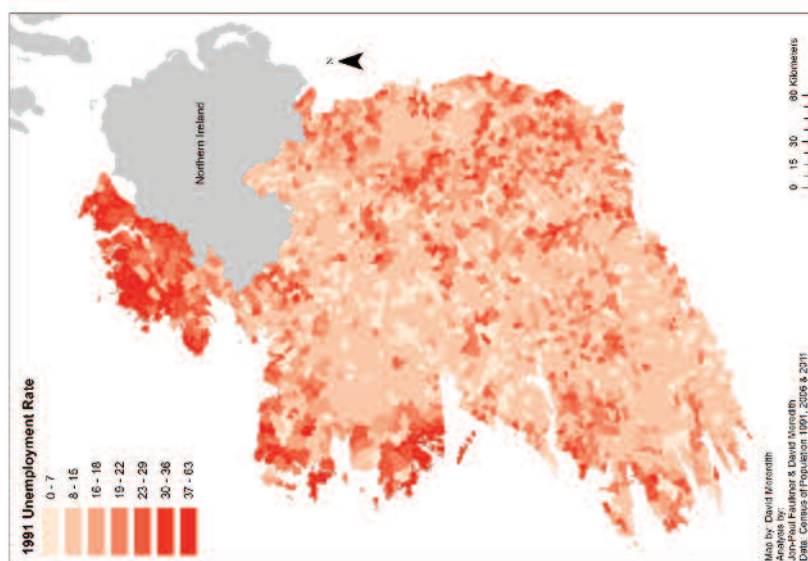 1991 Unemployment Rate
0 - 7
8 - 15
16 - 18
19 - 22
23 - 29
30 - 36
37 - 63
Northern Ireland
N
0 15 30 60 Kilometers
Map by: David Mererdith
Analysis by:
Jon-Paul Faulkner & David Meredith
Data: Census of Population 1991, 2006 & 2011